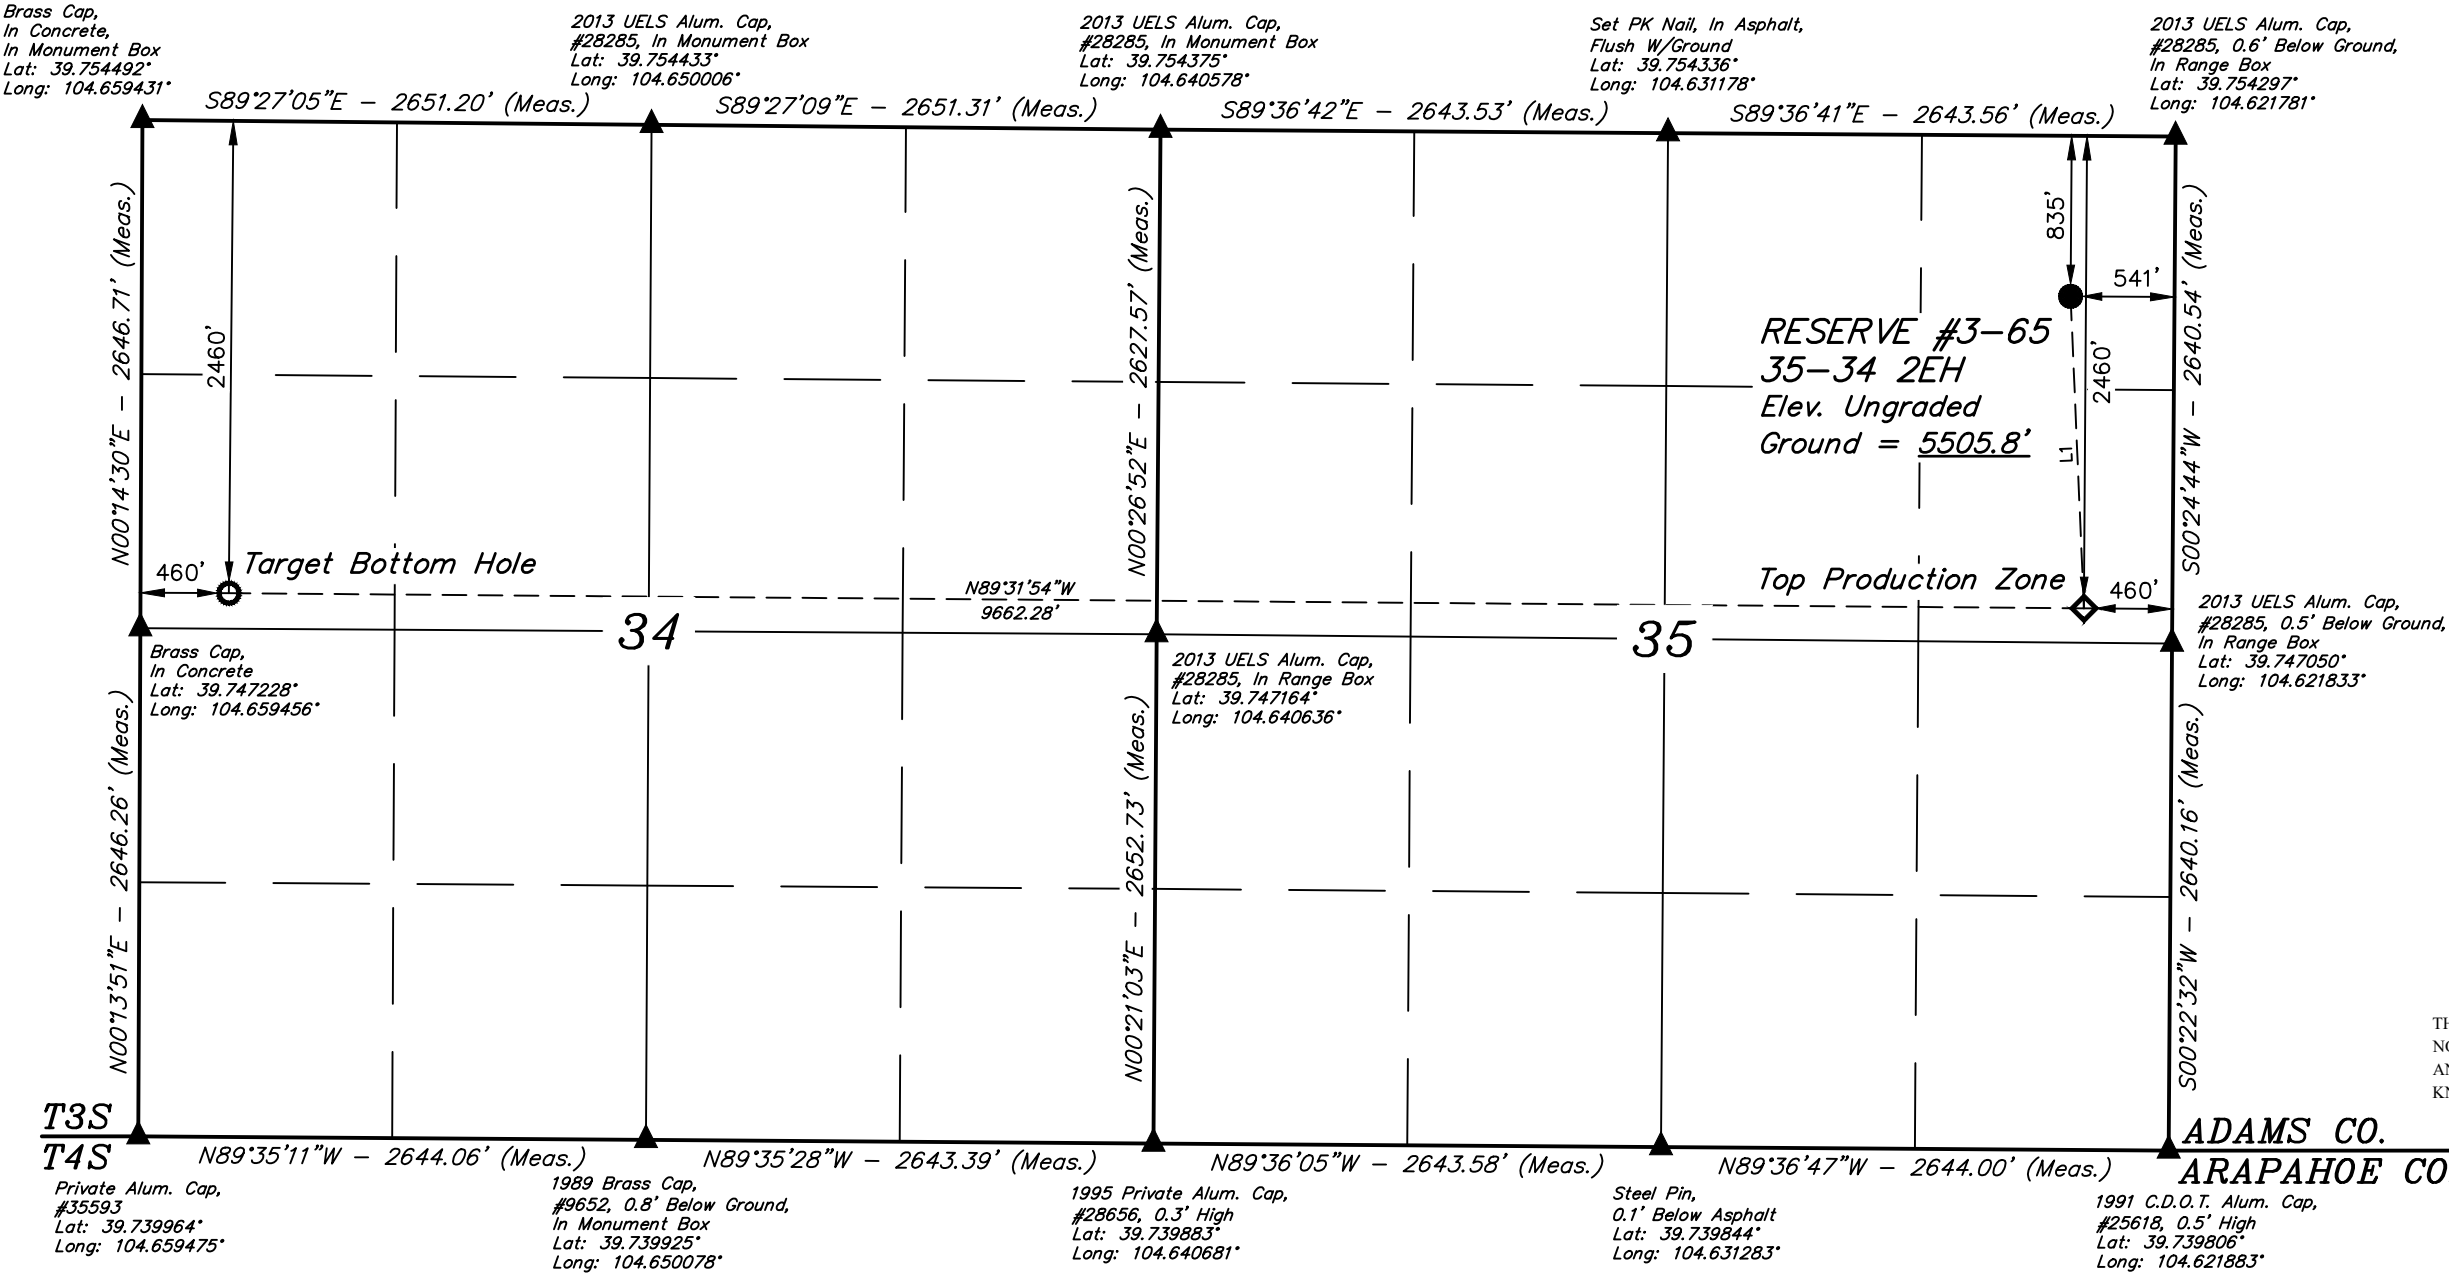 Brass Cap,
In Concrete,
In Monument Box
Lat: 39.754492°
Long: 104.659431°
2013 UELS Alum. Cap,
#28285, In Monument Box
Lat: 39.754433°
Long: 104.650006°
2013 UELS Alum. Cap,
#28285, In Monument Box
Lat: 39.754375°
Long: 104.640578°
Set PK Nail, In Asphalt,
Flush W/Ground
Lat: 39.754336°
Long: 104.631178°
2013 UELS Alum. Cap,
#28285, 0.6' Below Ground,
In Range Box
Lat: 39.754297°
Long: 104.621781°
S89°27'05"E - 2651.20' (Meas.)
S89°27'09"E - 2651.31' (Meas.)
S89°36'42"E - 2643.53' (Meas.)
S89°36'41"E - 2643.56' (Meas.)
N00°14'30"E - 2646.71' (Meas.)
2460'
N00°26'52"E - 2627.57' (Meas.)
835'
541'
2460'
S00°24'44"W - 2640.54' (Meas.)
RESERVE #3-65
35-34 2EH
Elev. Ungraded
Ground = 5505.8'
L1
460'
Target Bottom Hole
N89°31'54"W
9662.28'
Top Production Zone
460'
34
35
Brass Cap,
In Concrete
Lat: 39.747228°
Long: 104.659456°
2013 UELS Alum. Cap,
#28285, In Range Box
Lat: 39.747164°
Long: 104.640636°
2013 UELS Alum. Cap,
#28285, 0.5' Below Ground,
In Range Box
Lat: 39.747050°
Long: 104.621833°
N00°13'51"E - 2646.26' (Meas.)
N00°21'03"E - 2652.73' (Meas.)
S00°22'32"W - 2640.16' (Meas.)
T3S
T4S
ADAMS CO.
ARAPAHOE CO
N89°35'11"W - 2644.06' (Meas.)
N89°35'28"W - 2643.39' (Meas.)
N89°36'05"W - 2643.58' (Meas.)
N89°36'47"W - 2644.00' (Meas.)
Private Alum. Cap,
#35593
Lat: 39.739964°
Long: 104.659475°
1989 Brass Cap,
#9652, 0.8' Below Ground,
In Monument Box
Lat: 39.739925°
Long: 104.650078°
1995 Private Alum. Cap,
#28656, 0.3' High
Lat: 39.739883°
Long: 104.640681°
Steel Pin,
0.1' Below Asphalt
Lat: 39.739844°
Long: 104.631283°
1991 C.D.O.T. Alum. Cap,
#25618, 0.5' High
Lat: 39.739806°
Long: 104.621883°